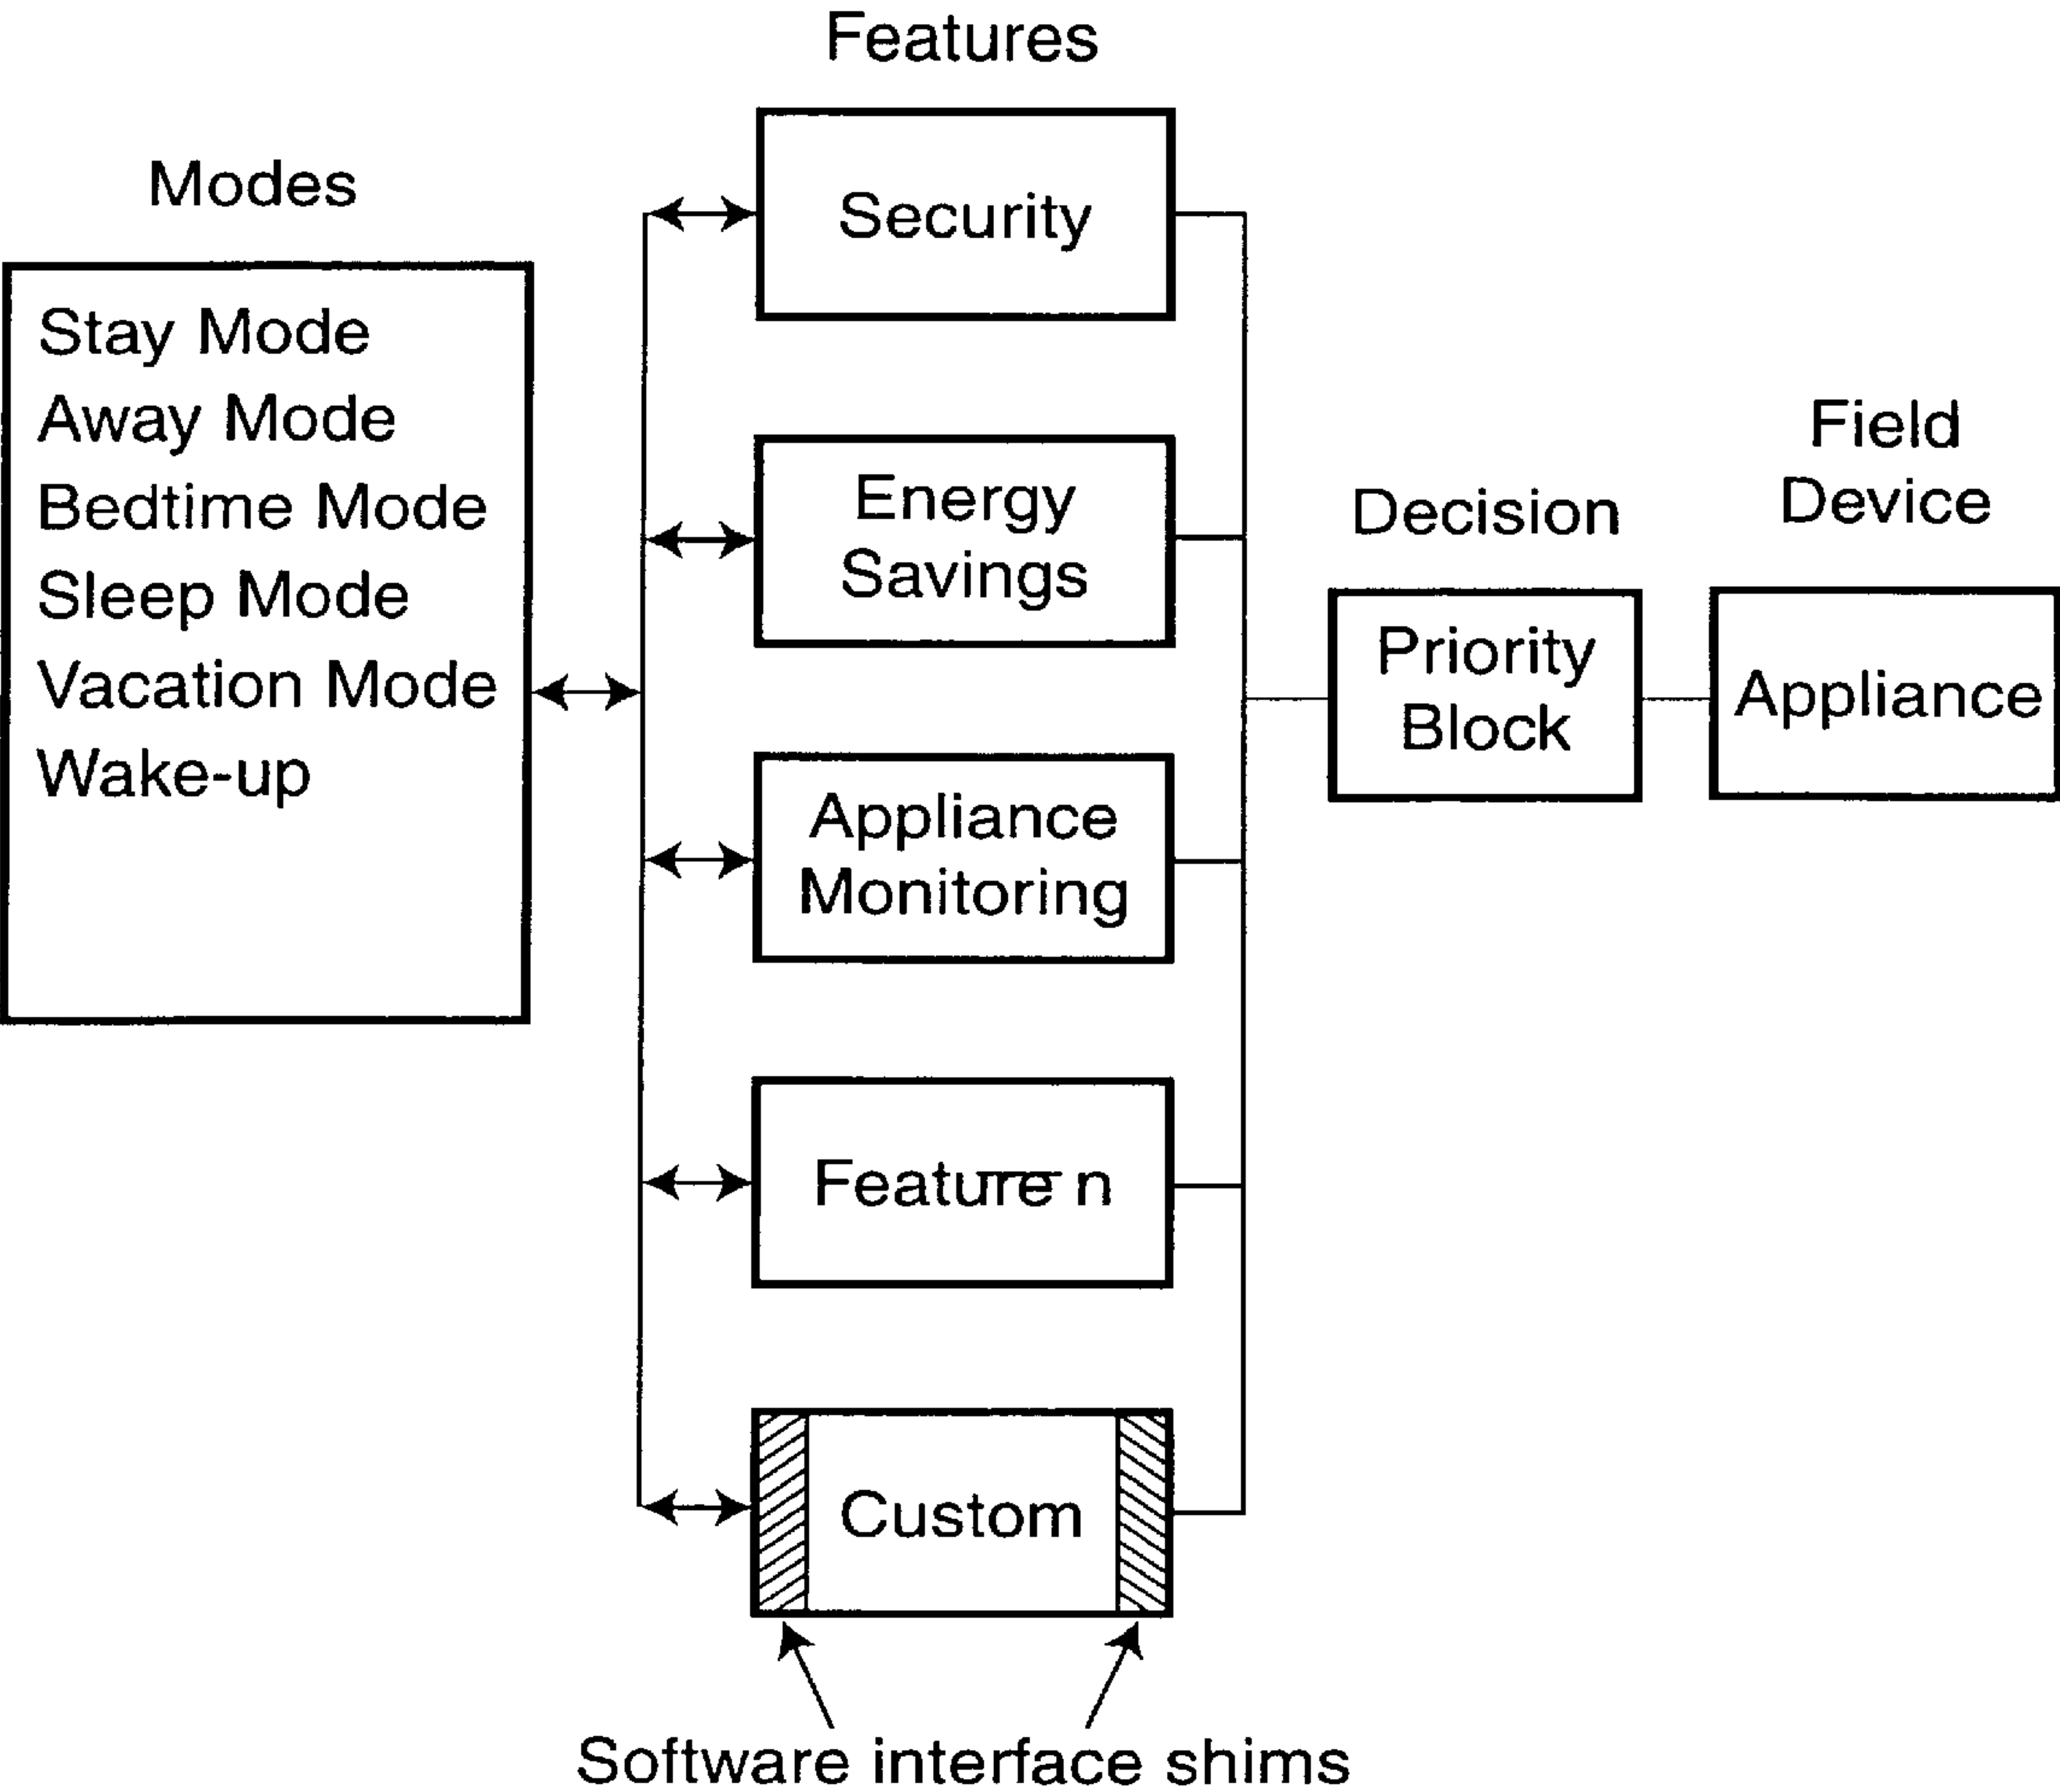 Features
Modes
Security
Stay Mode
Away Mode
Bedtime Mode
Sleep Mode
Vacation Mode
Wake-up
Energy
Savings
Appliance
Monitoring
Feature n
Custom
Decision
Priority
Block
Field
Device
Appliance
Software interface shims